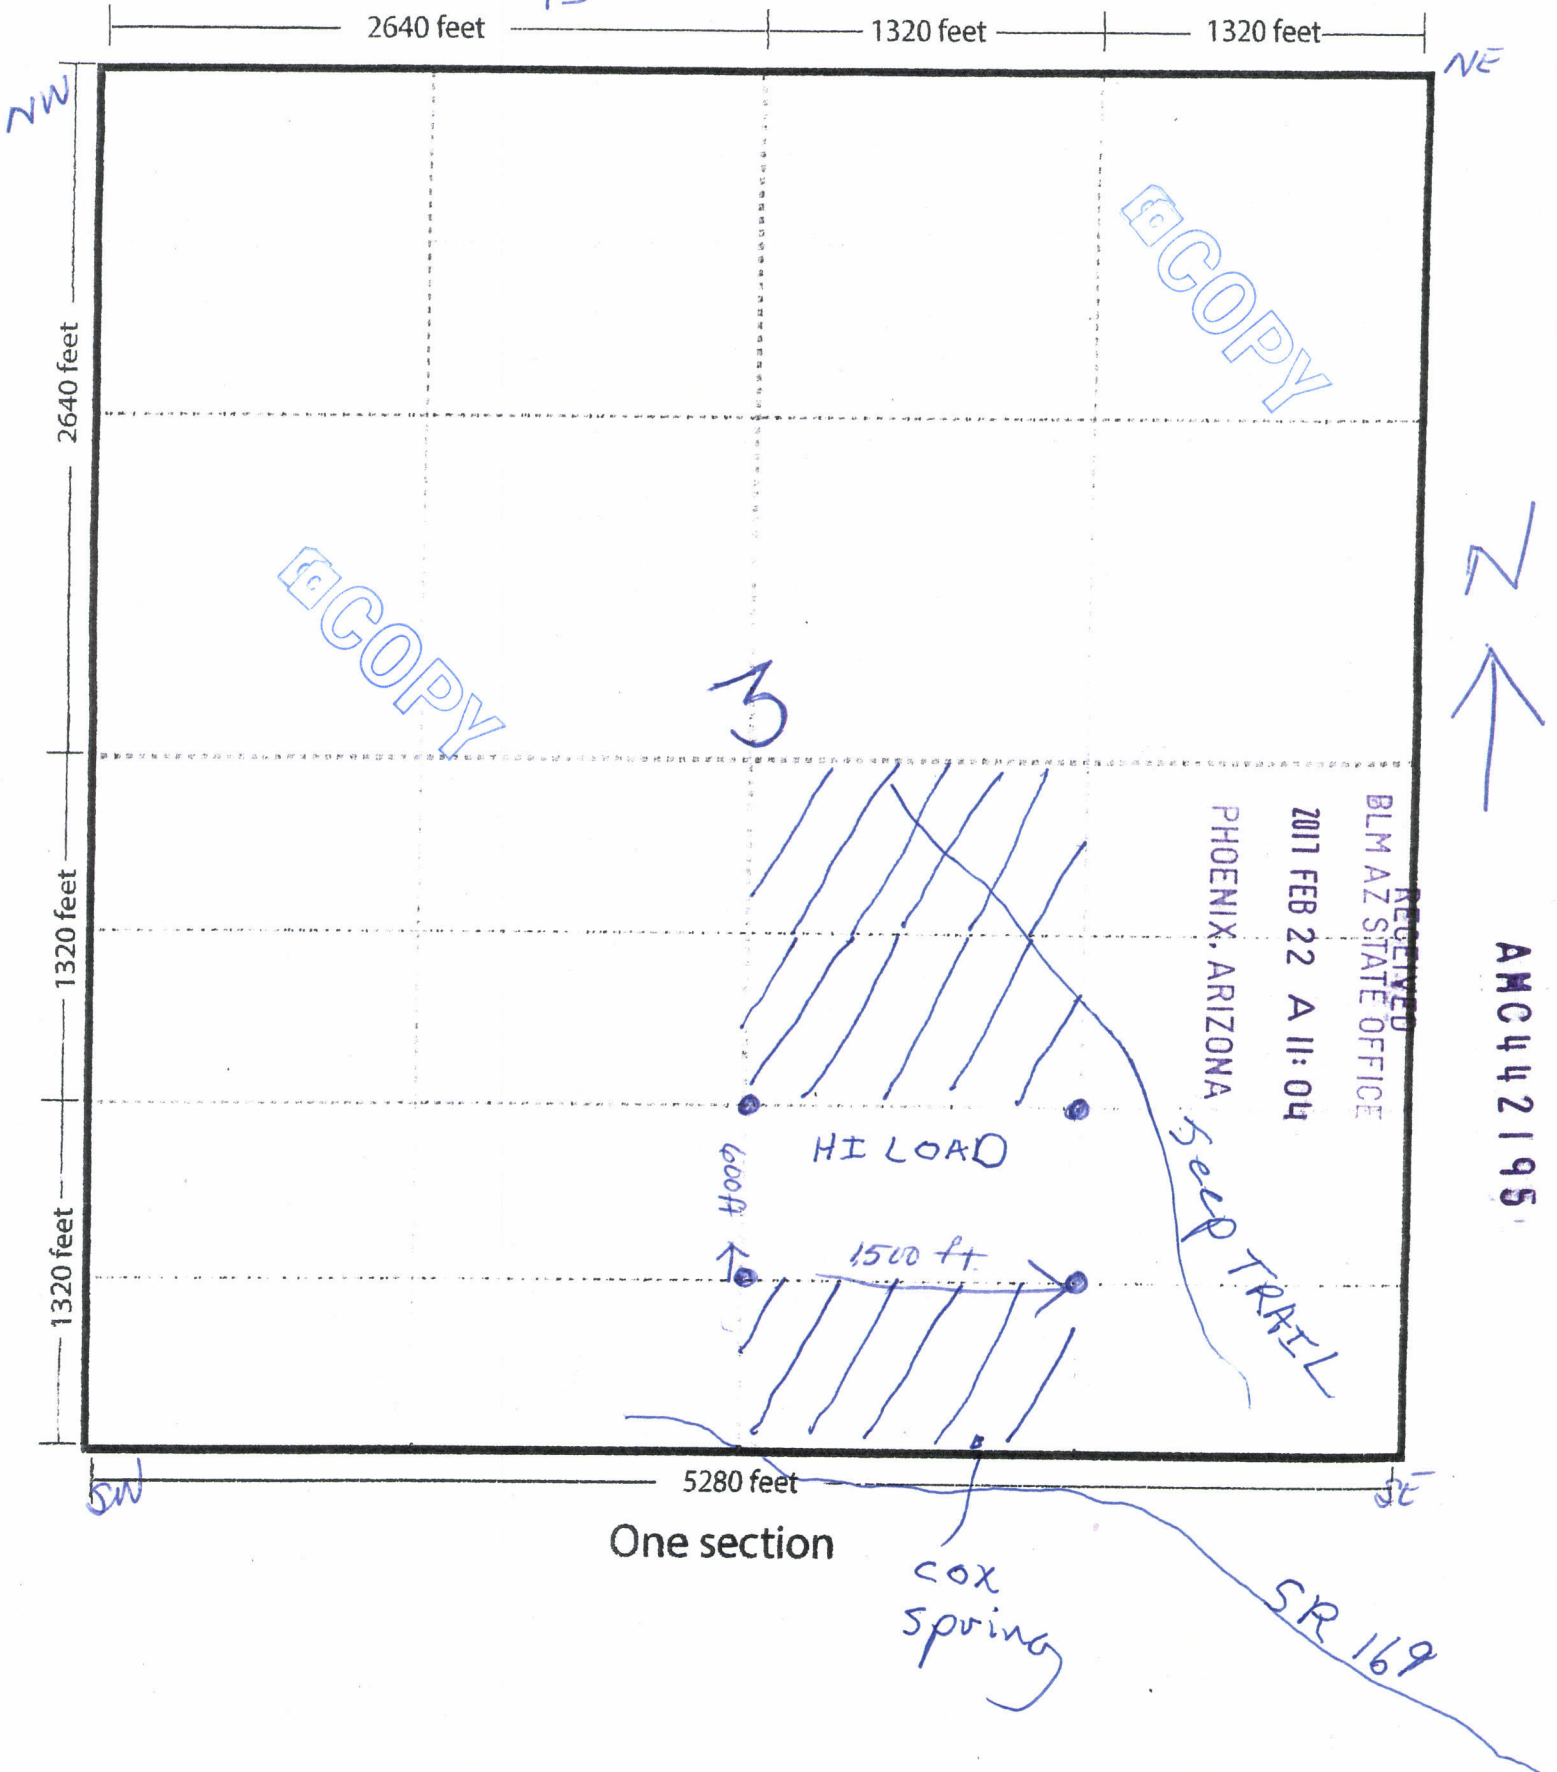 2640 feet
1320 feet
1320 feet
NW
NE
COPY
2640 feet
COPY
N
3
RECEIVED
BLM AZ STATE OFFICE
2017 FEB 22 A 11: 04
PHOENIX, ARIZONA
AMC442195
1320 feet
HI LOAD
600ft
Seep TRAIL
1500 ft
1320 feet
SW
5280 feet
SE
One section
cox
spring
SR 169